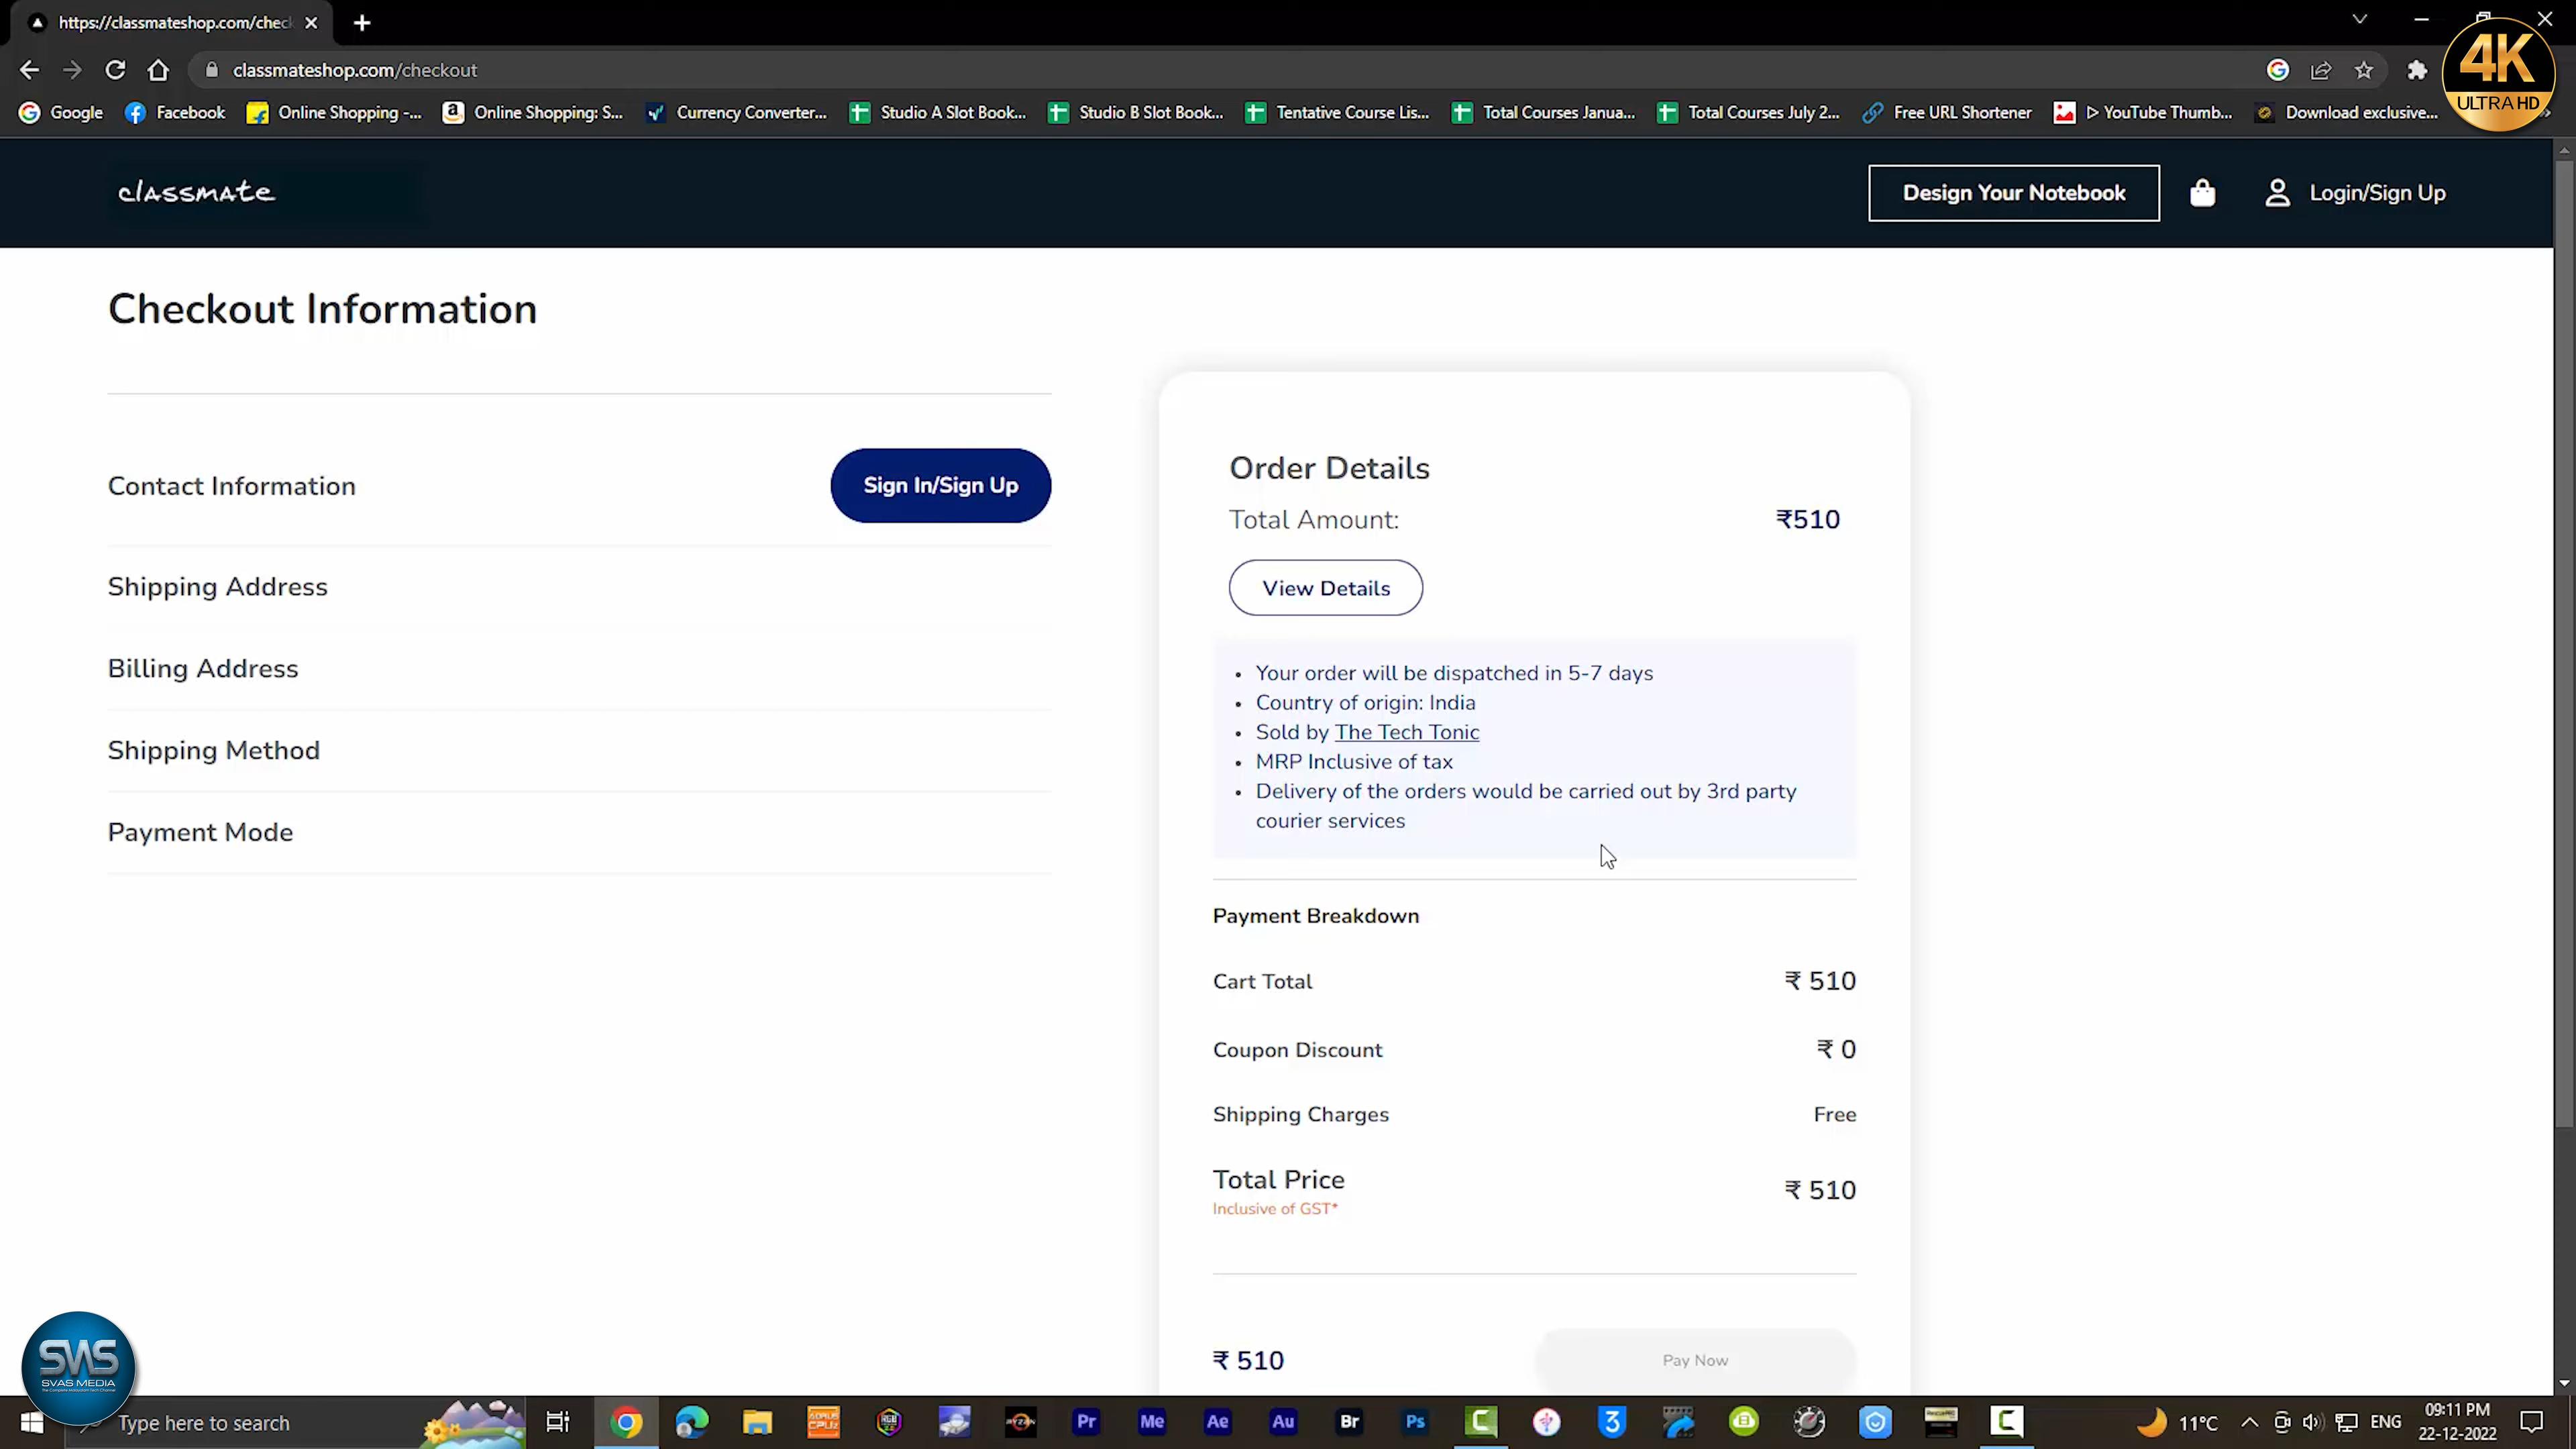 https://classmateshop.com/chec
classmateshop.com/checkout
4K
ULTRA HD
Google
Facebook
Online Shopping -...
Online Shopping: S...
Currency Converter...
Studio A Slot Book...
Studio B Slot Book...
Tentative Course Lis...
Total Courses Janua...
Total Courses July 2...
Free URL Shortener
YouTube Thumb...
Download exclusive...
classmate
Design Your Notebook
Login/Sign Up
Checkout Information
Contact Information
Sign In/Sign Up
Shipping Address
Billing Address
Shipping Method
Payment Mode
Order Details
Total Amount: ₹510
View Details
• Your order will be dispatched in 5-7 days
• Country of origin: India
• Sold by The Tech Tonic
• MRP Inclusive of tax
• Delivery of the orders would be carried out by 3rd party
courier services
Payment Breakdown
Cart Total ₹ 510
Coupon Discount ₹ 0
Shipping Charges Free
Total Price ₹ 510
Inclusive of GST*
₹ 510
Pay Now
SWS
SVAS MEDIA
Type here to search
Pr
Me
Ae
Au
Br
Ps
11°C
ENG
09:11 PM
22-12-2022